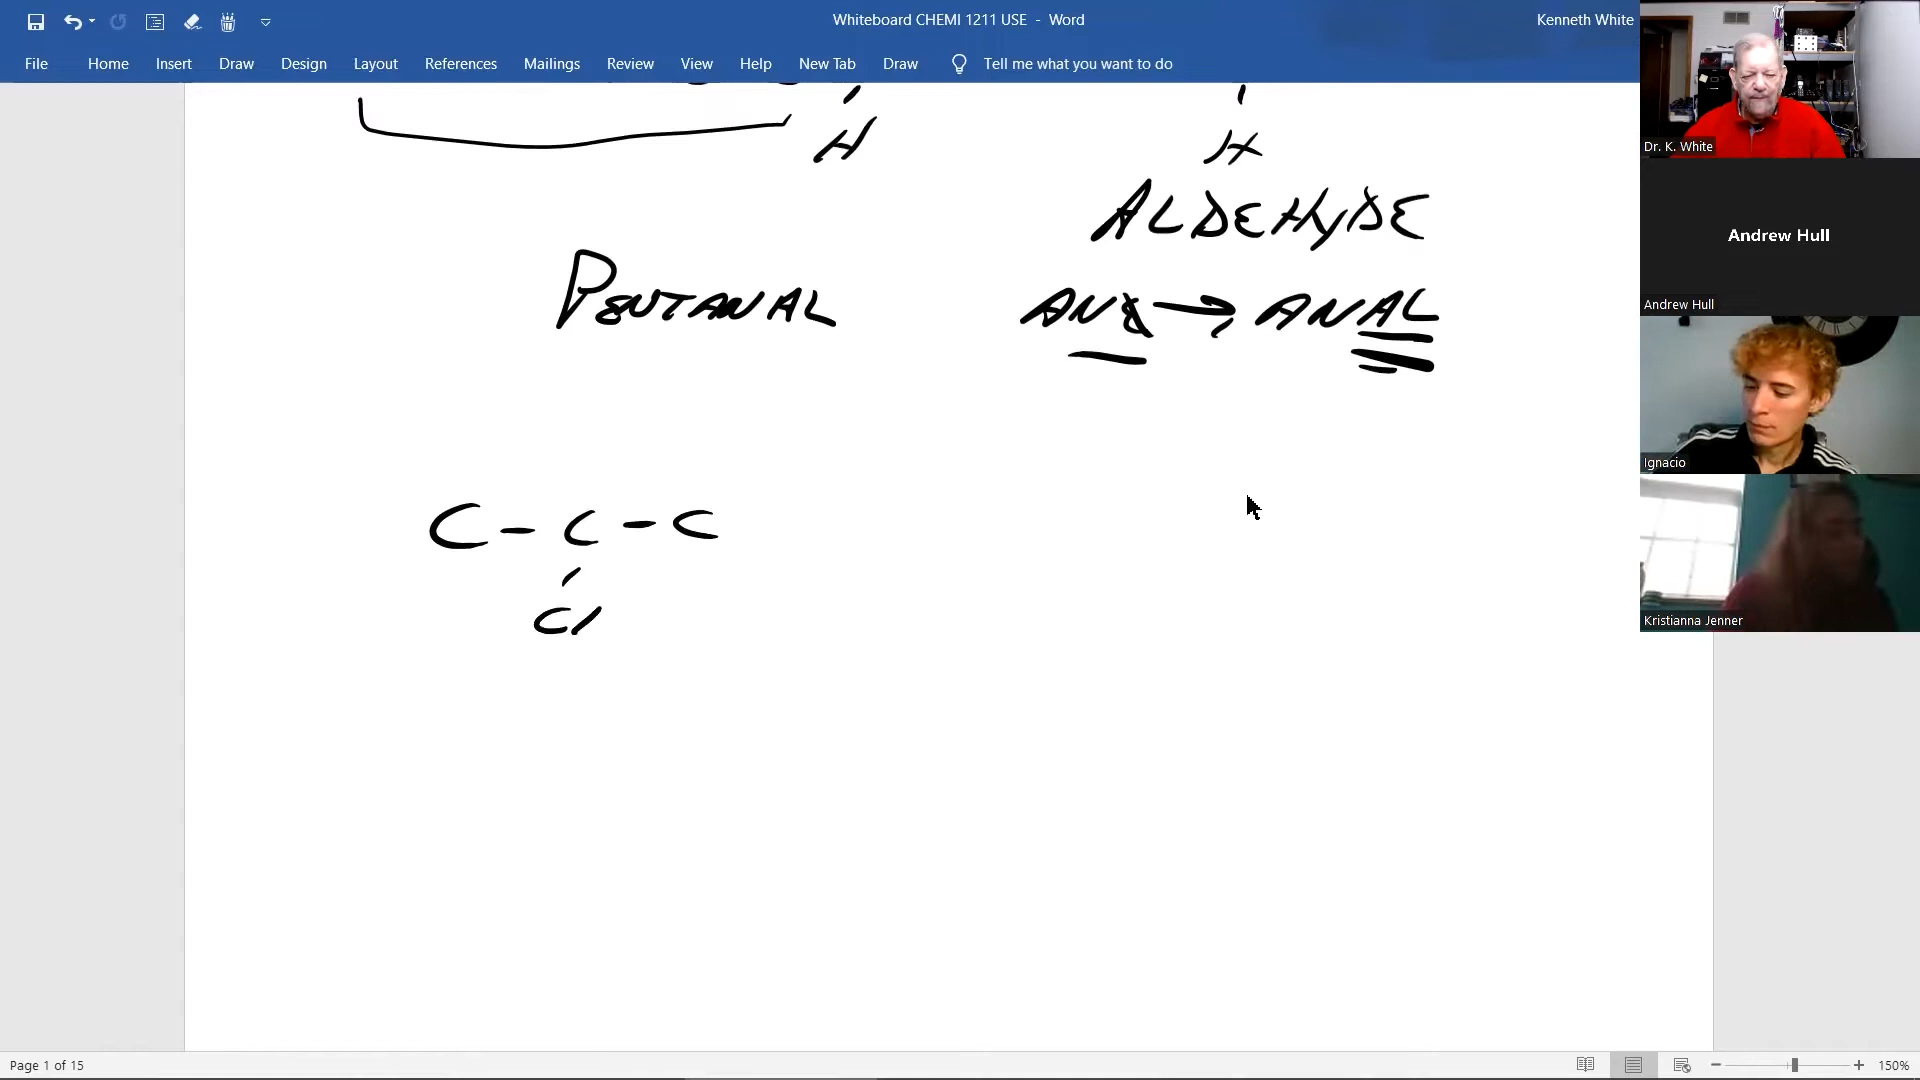 Whiteboard CHEMI 1211 USE - Word
Kenneth White
File Home Insert Draw Design Layout References Mailings Review View Help New Tab Draw Tell me what you want to do
Dr. K. White
H
H
ALDEHYDE
Andrew Hull
Andrew Hull
PENTANAL
ANE → ANAL
Ignacio
C - C - C
Cl
Kristianna Jenner
Page 1 of 15
150%